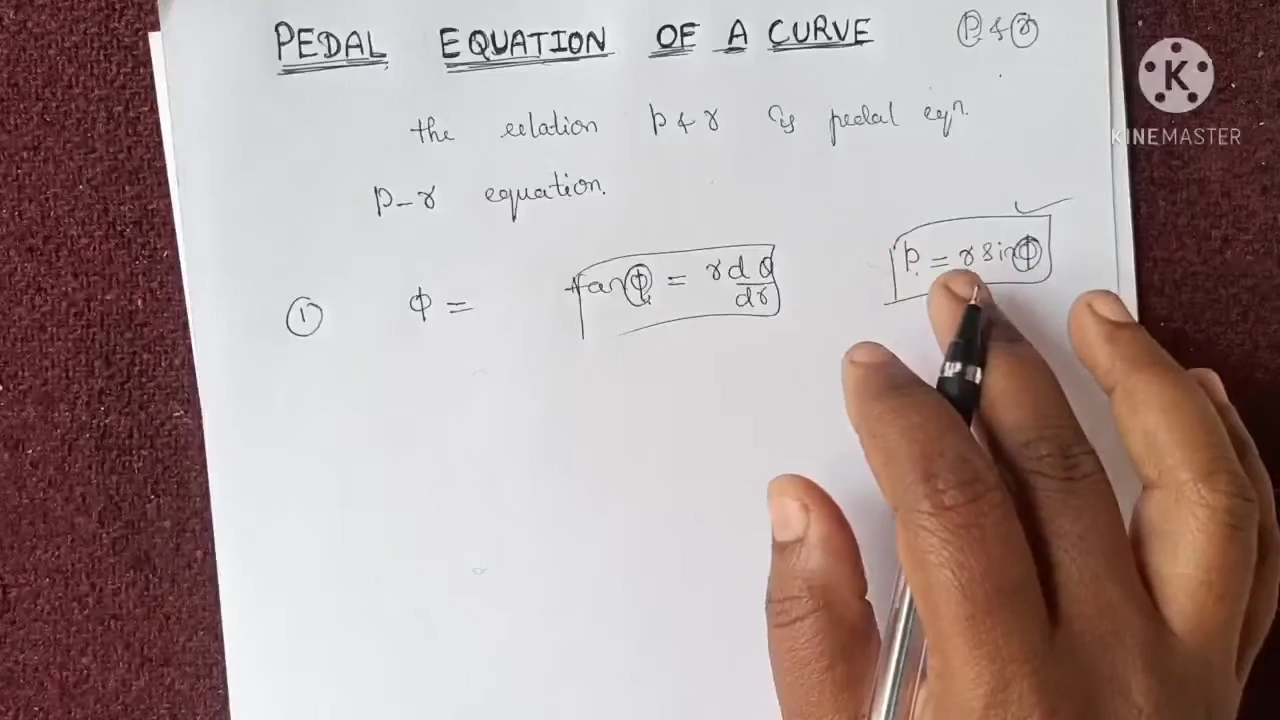 PEDAL EQUATION OF A CURVE p & r
the relation p & r is pedal eqn.
p - r equation.
① ϕ = tanϕ = r dθ/dr p = r sinϕ
K
KINEMASTER